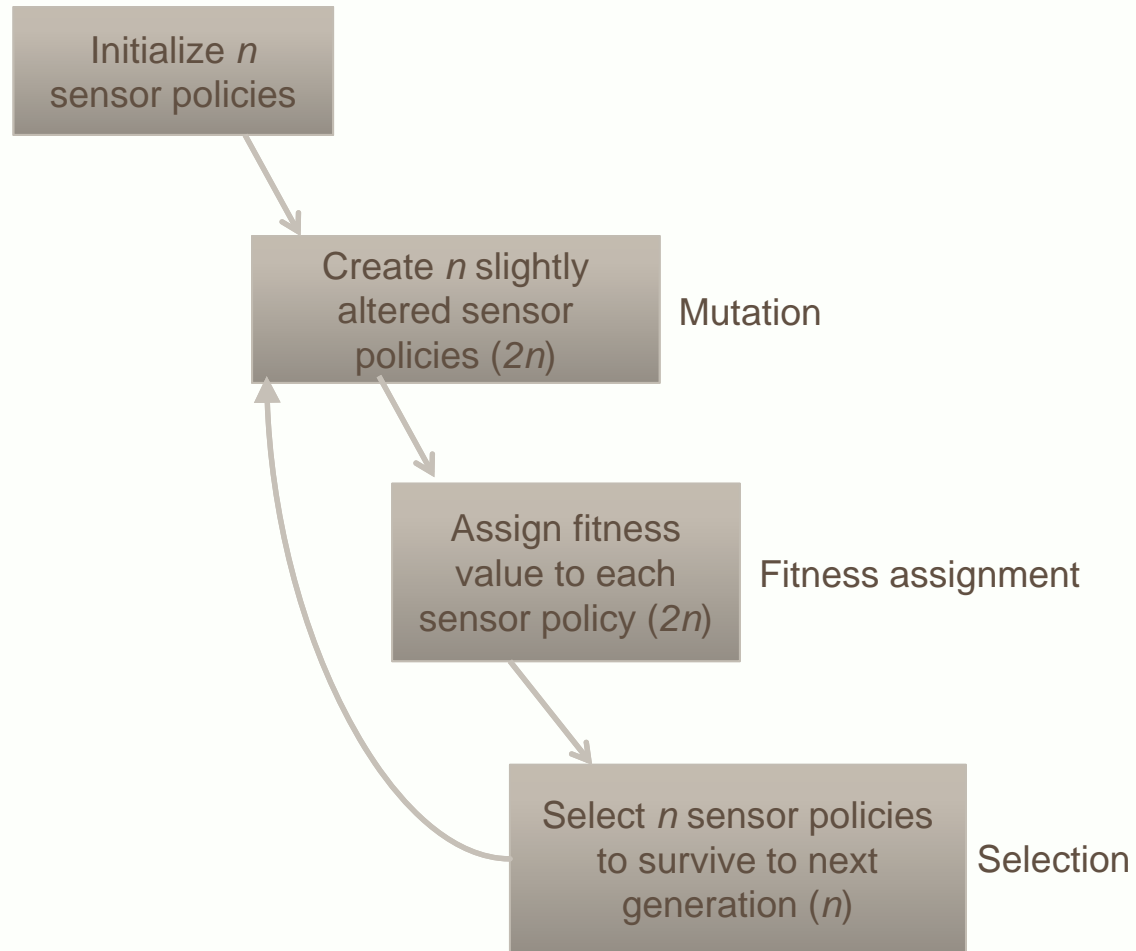 Initialize n
sensor policies
Create n slightly
altered sensor
policies (2n)
Mutation
Assign fitness
value to each
sensor policy (2n)
Fitness assignment
Select n sensor policies
to survive to next
generation (n)
Selection